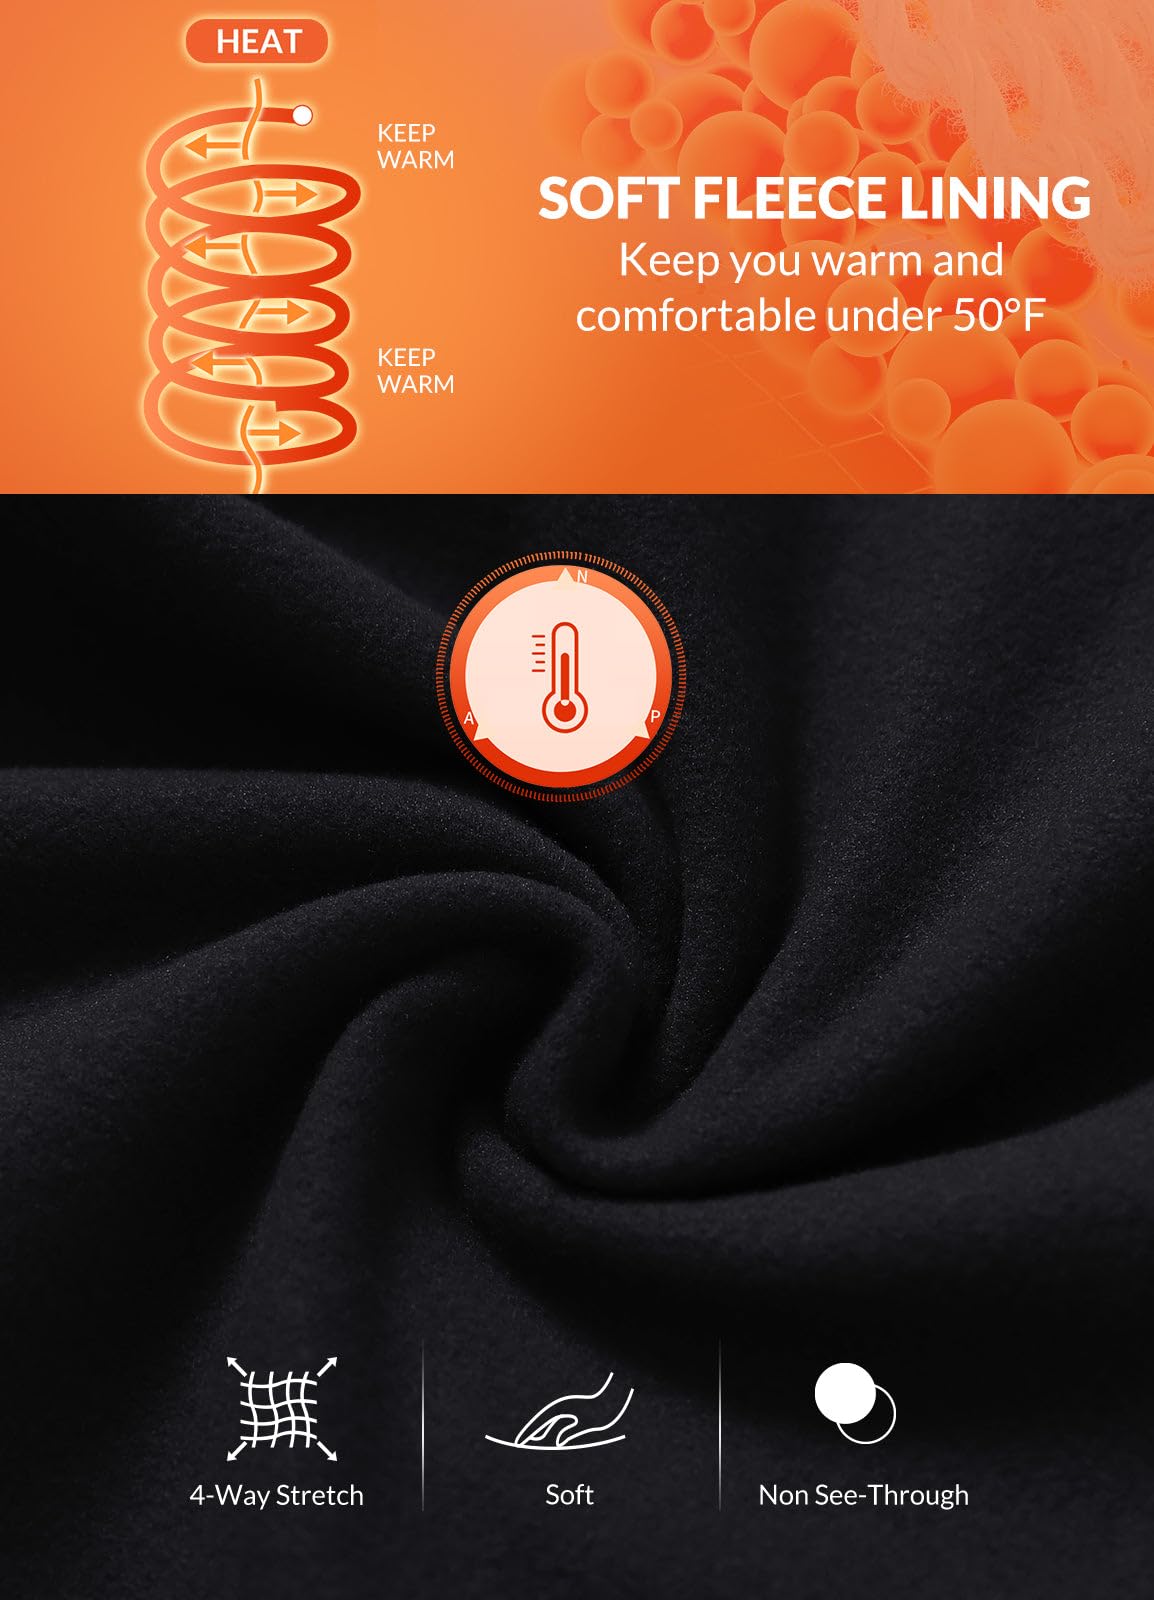 HEAT
KEEP
WARM
SOFT FLEECE LINING
Keep you warm and
comfortable under 50°F
KEEP
WARM
N
A
P
4-Way Stretch
Soft
Non See-Through